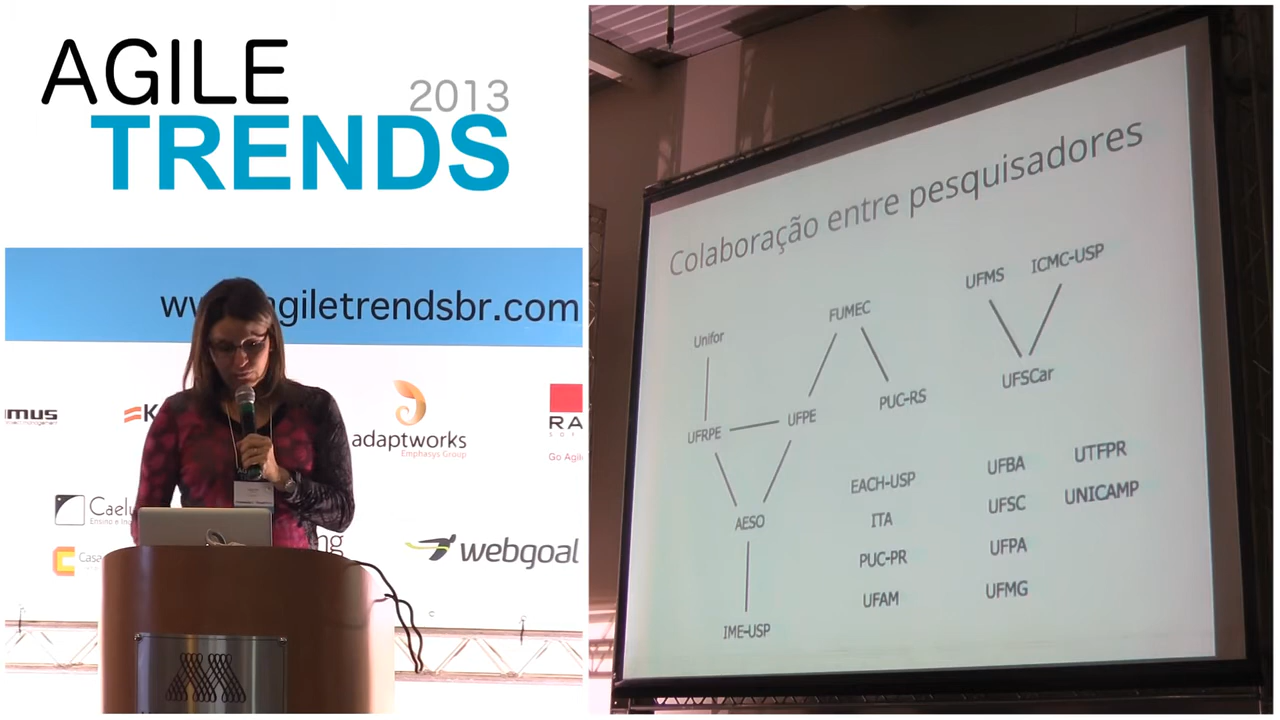 AGILE
2013
TRENDS
agiletrendsbr.com
adaptworks
Emphasys Group
Go Agil
webgoal
Colaboração entre pesquisadores
UFMS
ICMC-USP
FUMEC
Unifor
UFSCar
PUC-RS
UFPE
UFRPE
EACH-USP
UFBA
UTFPR
AESO
ITA
UFSC
UNICAMP
PUC-PR
UFPA
UFAM
UFMG
IME-USP